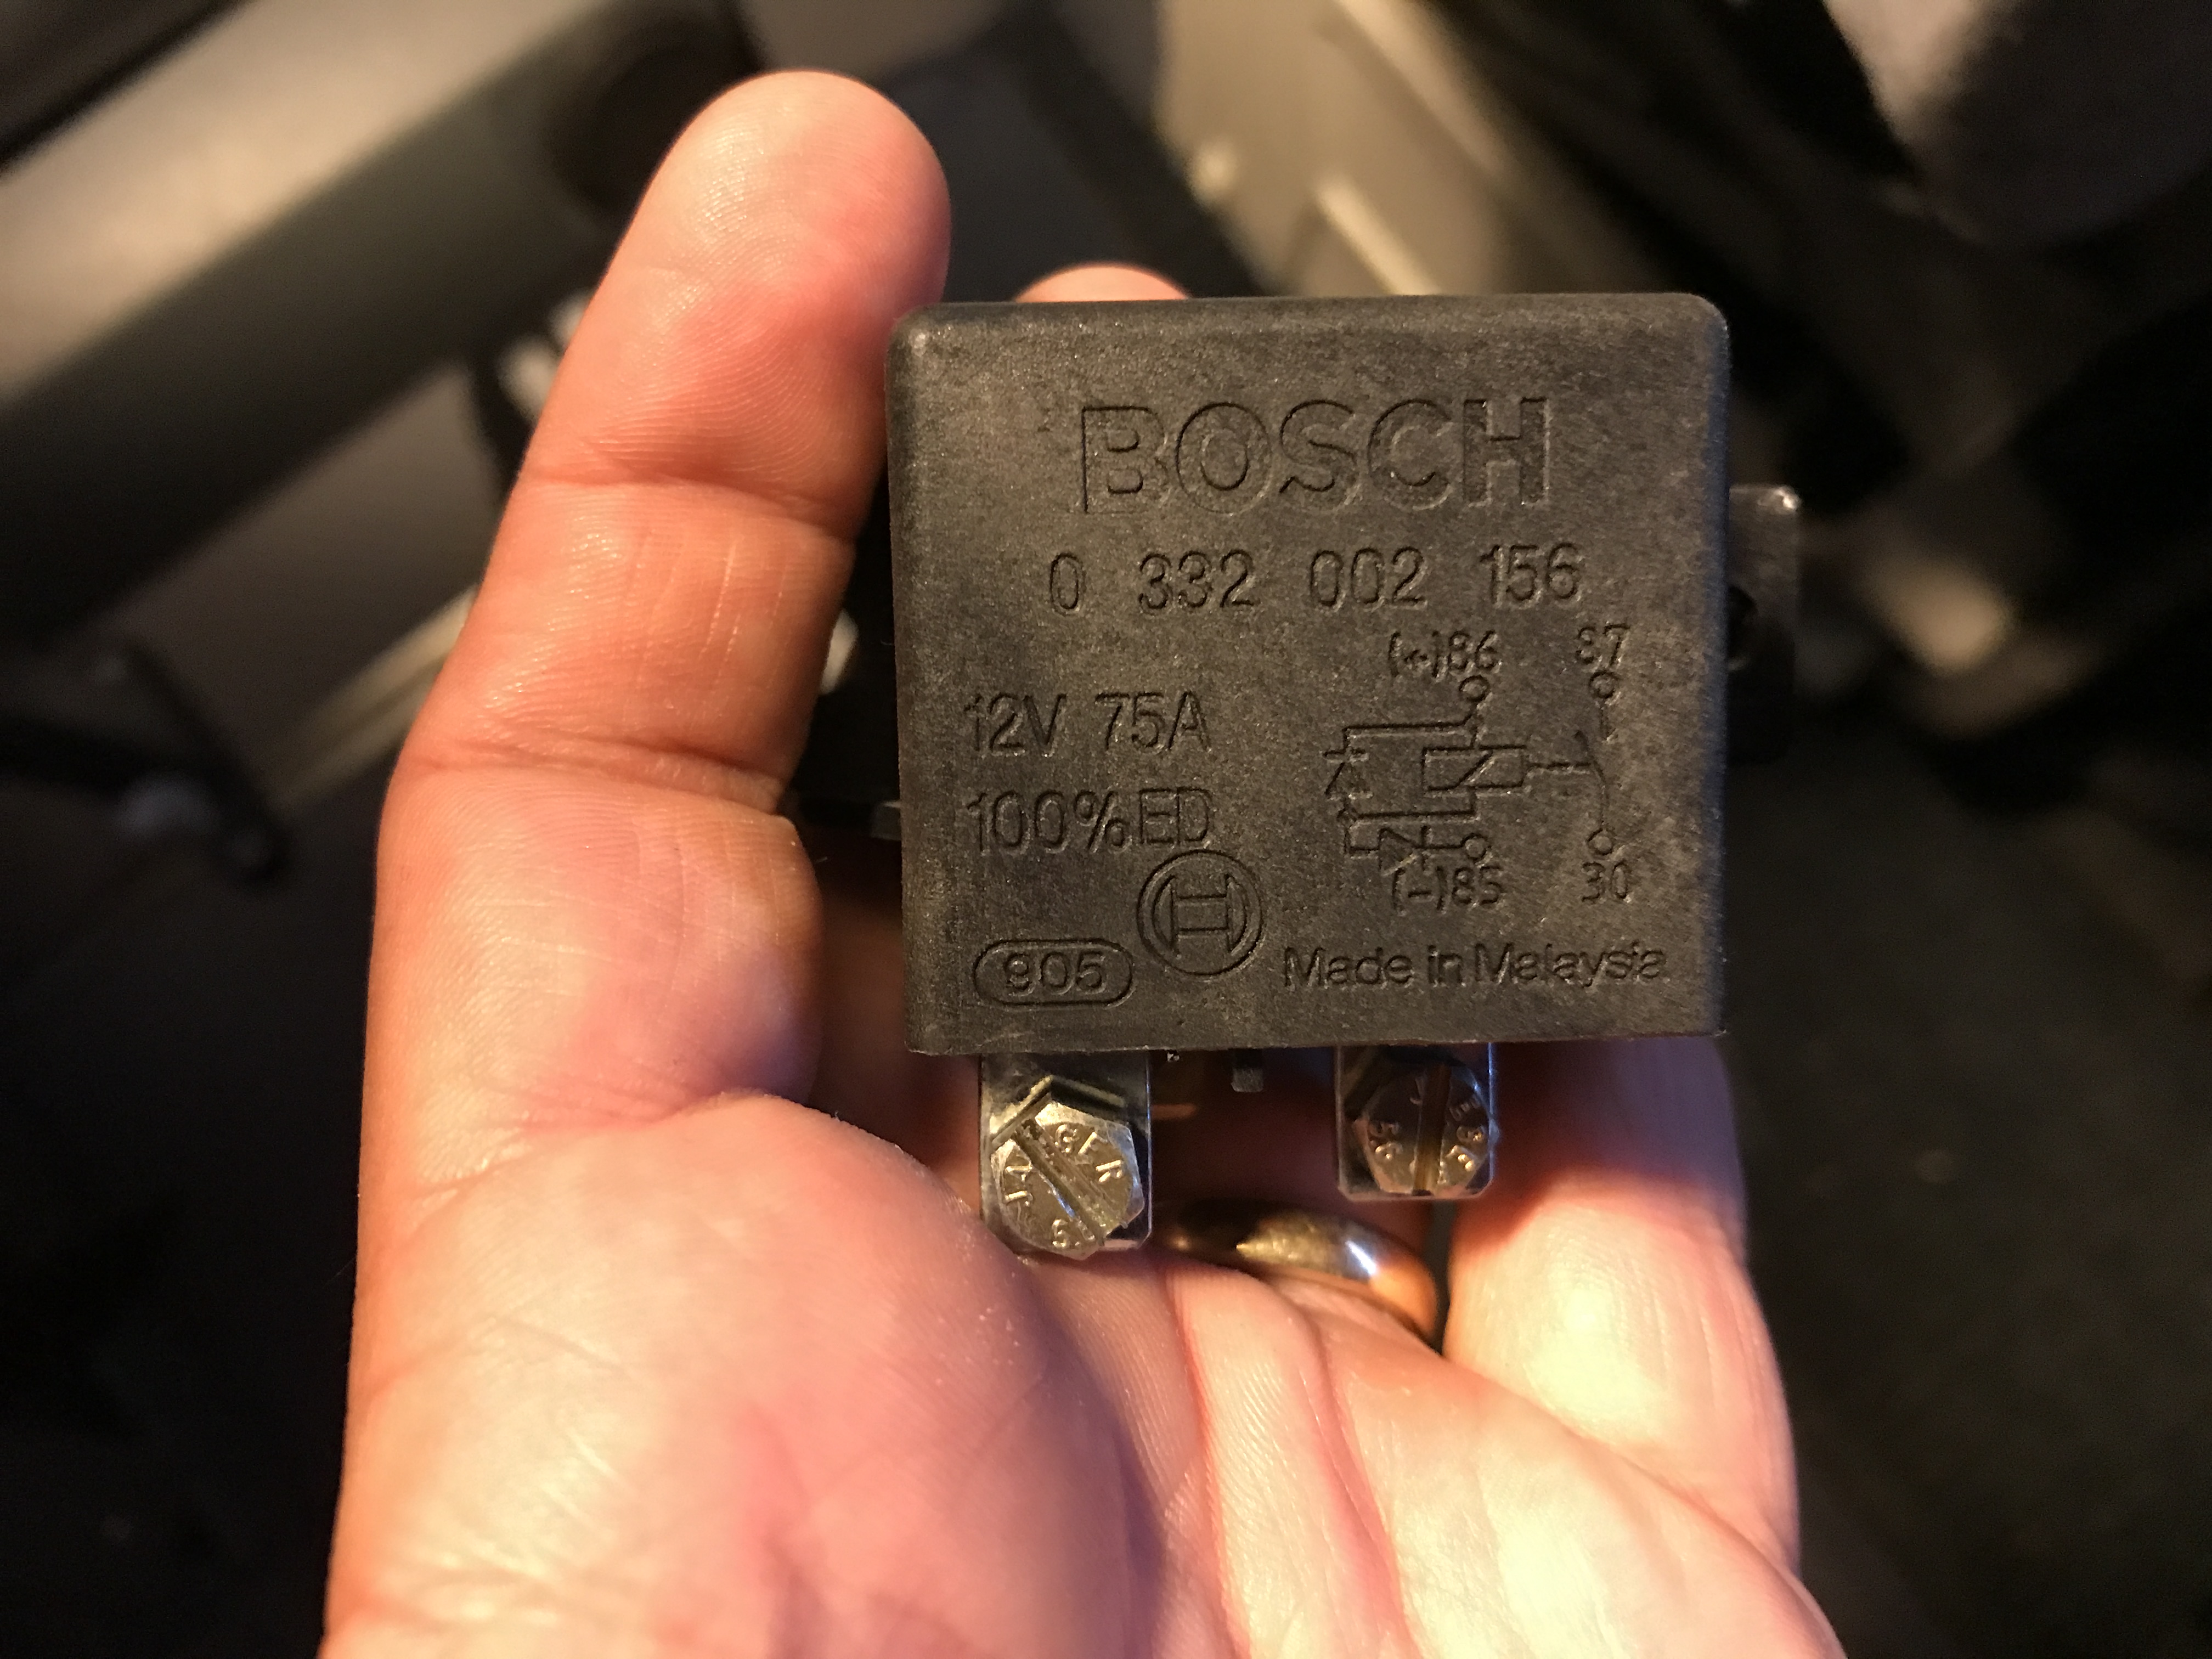 BOSCH
0 332 002 156
(+)86 87
12V 75A
100%ED
(-)85 30
905 Made in Malaysia